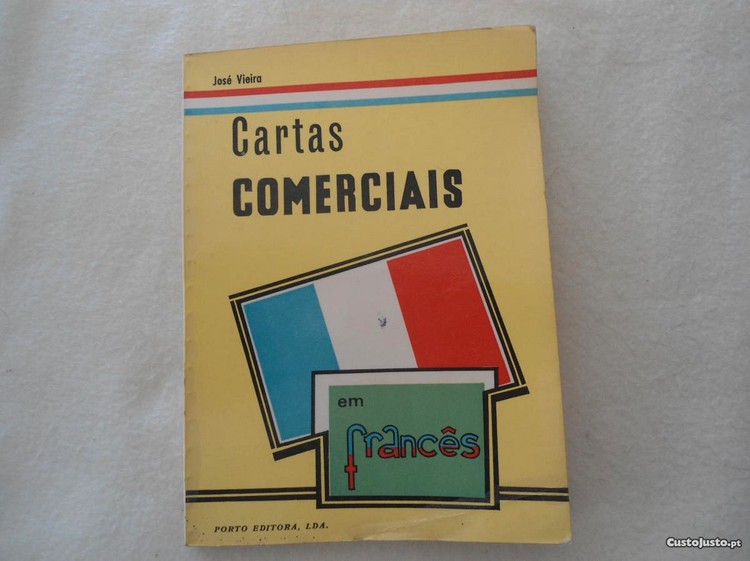 José Vieira
Cartas
COMERCIAIS
em
francês
PORTO EDITORA, LDA.
CustoJusto.pt